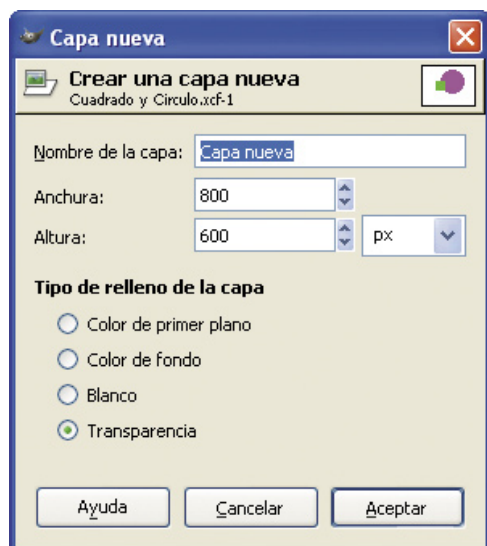 Capa nueva
Crear una capa nueva
Cuadrado y Circulo.xcf-1
Nombre de la capa: Capa nueva
Anchura: 800
Altura: 600 px
Tipo de relleno de la capa
Color de primer plano
Color de fondo
Blanco
Transparencia
Ayuda Cancelar Aceptar